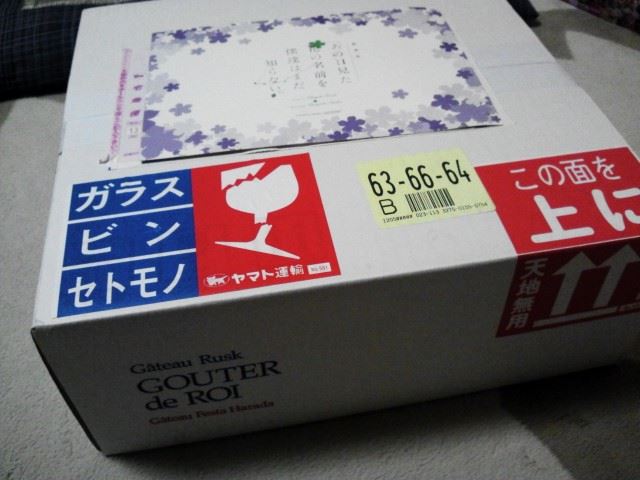 あの日見た
花の名前を
僕達はまだ
知らない。
ガラス
ビン
セトモノ
ヤマト運輸
63-66-64
B
この面を
上に
天地無用
Gâteau Rusk
GOUTER
de ROI
Gâteau Festa Harada